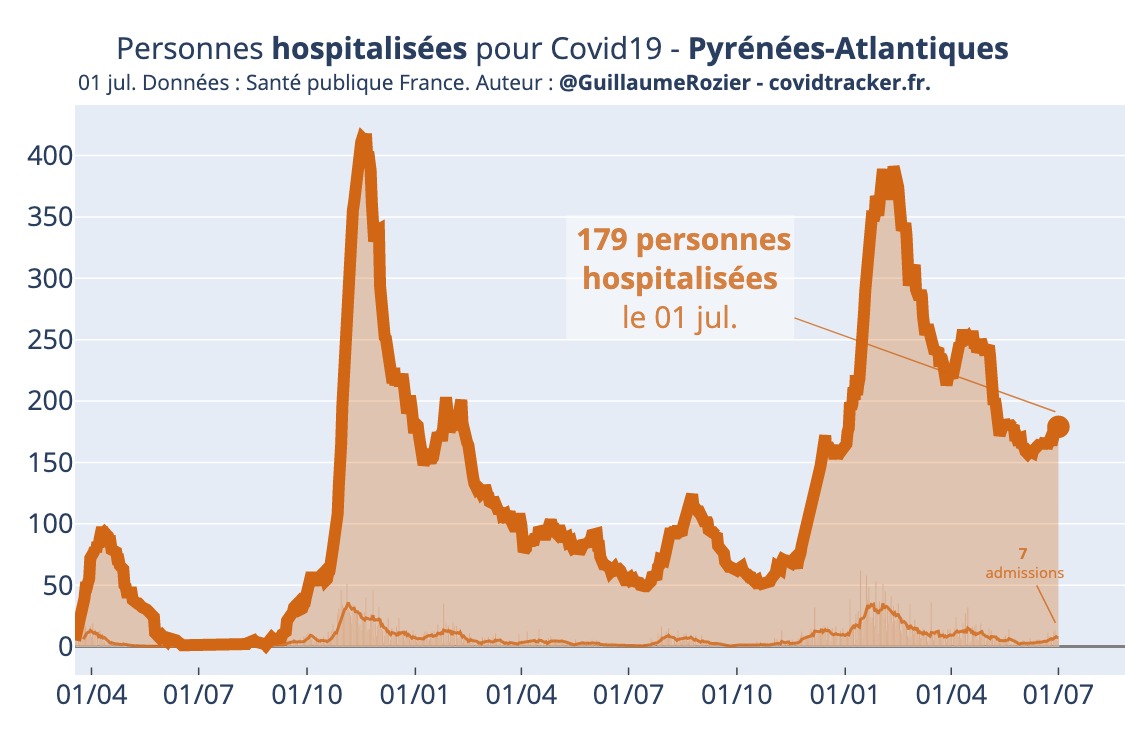 Personnes hospitalisées pour Covid19 - Pyrénées-Atlantiques
01 jul. Données : Santé publique France. Auteur : @GuillaumeRozier - covidtracker.fr.
400
350
300
250
200
150
100
50
0
179 personnes
hospitalisées
le 01 jul.
7
admissions
01/04 01/07 01/10 01/01 01/04 01/07 01/10 01/01 01/04 01/07